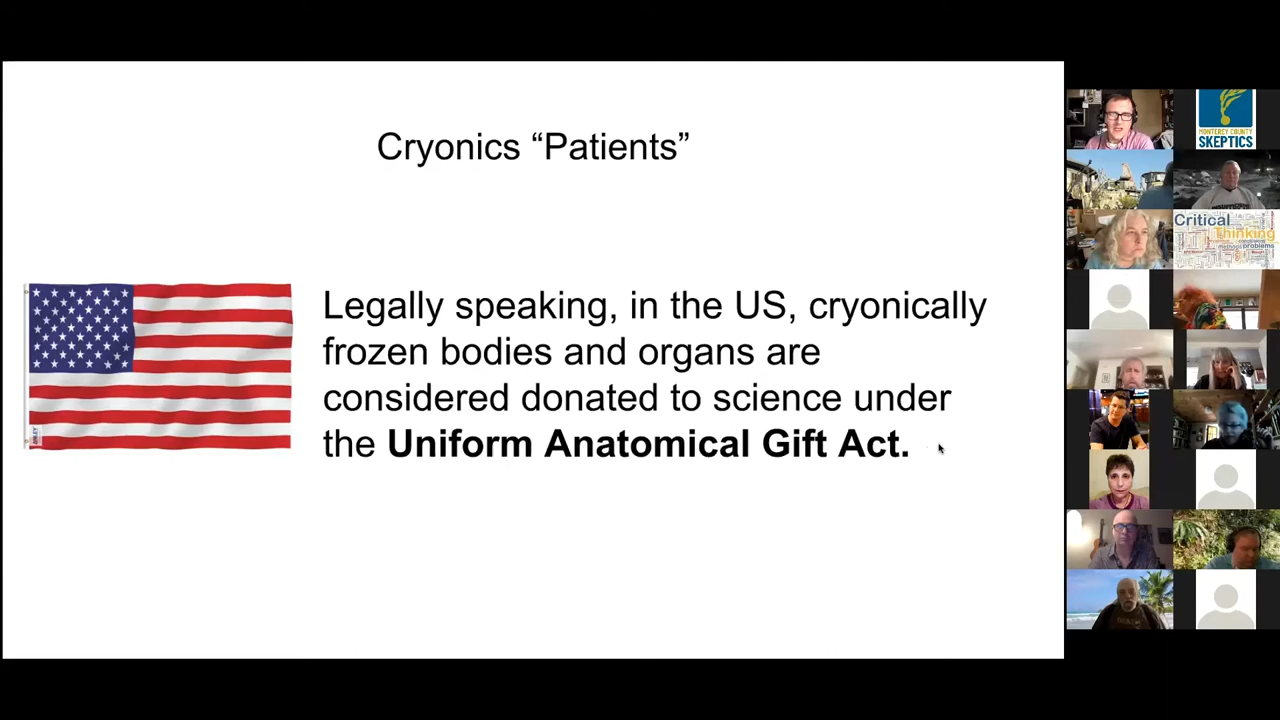 Cryonics “Patients”
Legally speaking, in the US, cryonically
frozen bodies and organs are
considered donated to science under
the Uniform Anatomical Gift Act.
MONTEREY COUNTY
SKEPTICS
Critical
Thinking
problems